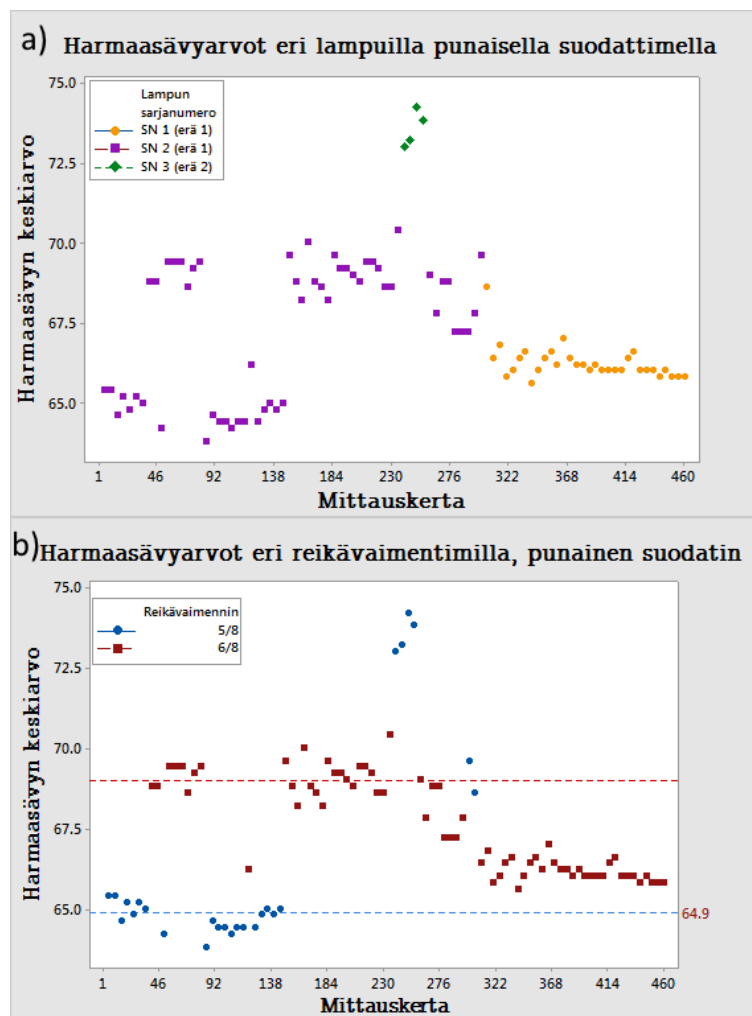 a) Harmaasävyarvot eri lampuilla punaisella suodattimella
Harmaasävyn keskiarvo
75.0
72.5
70.0
67.5
65.0
Lampun
sarjanumero
SN 1 (erä 1)
SN 2 (erä 1)
SN 3 (erä 2)
1 46 92 138 184 230 276 322 368 414 460
Mittauskerta
b) Harmaasävyarvot eri reikävaimentimilla, punainen suodatin
Harmaasävyn keskiarvo
75.0
72.5
70.0
67.5
65.0
Reikävaimennin
5/8
6/8
64.9
1 46 92 138 184 230 276 322 368 414 460
Mittauskerta